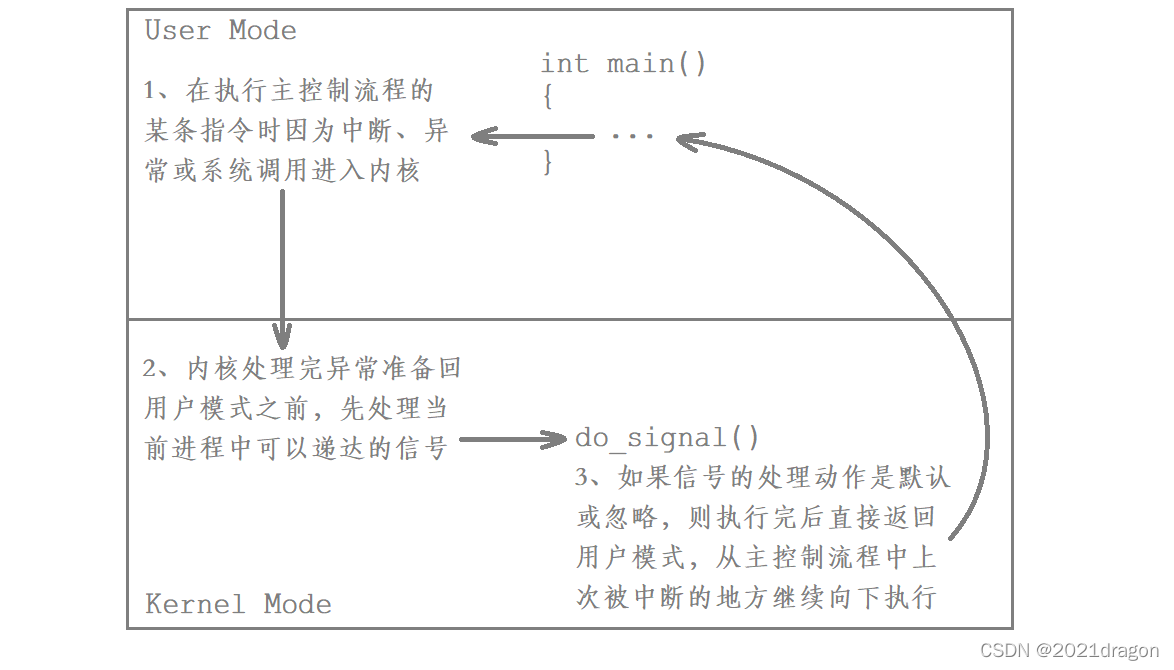 User Mode
1、在执行主控制流程的
某条指令时因为中断、异
常或系统调用进入内核
int main()
{
...
}
2、内核处理完异常准备回
用户模式之前，先处理当
前进程中可以递达的信号
do_signal()
3、如果信号的处理动作是默认
或忽略，则执行完后直接返回
用户模式，从主控制流程中上
次被中断的地方继续向下执行
Kernel Mode
CSDN @2021dragon